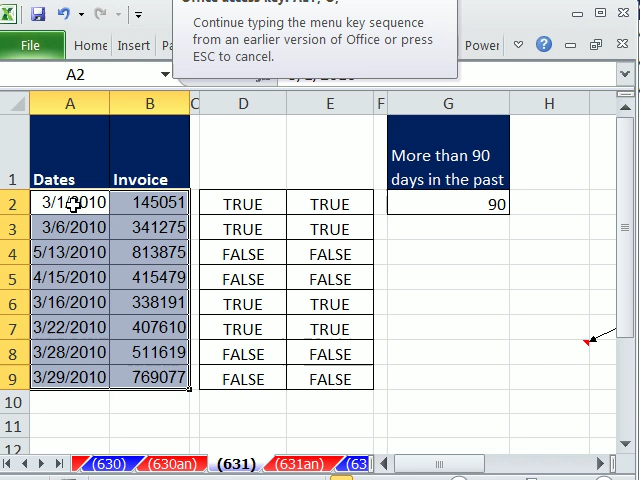 Continue typing the menu key sequence
from an earlier version of Office or press
ESC to cancel.
File Home Insert Power
A2
A B C D E F G H
1 Dates Invoice More than 90
days in the past
2 3/1/2010 145051 TRUE TRUE 90
3 3/6/2010 341275 TRUE TRUE
4 5/13/2010 813875 FALSE FALSE
5 4/15/2010 415479 FALSE FALSE
6 3/16/2010 338191 TRUE TRUE
7 3/22/2010 407610 TRUE TRUE
8 3/28/2010 511619 FALSE FALSE
9 3/29/2010 769077 FALSE FALSE
10
11
12
(630) (630an) (631) (631an) (63